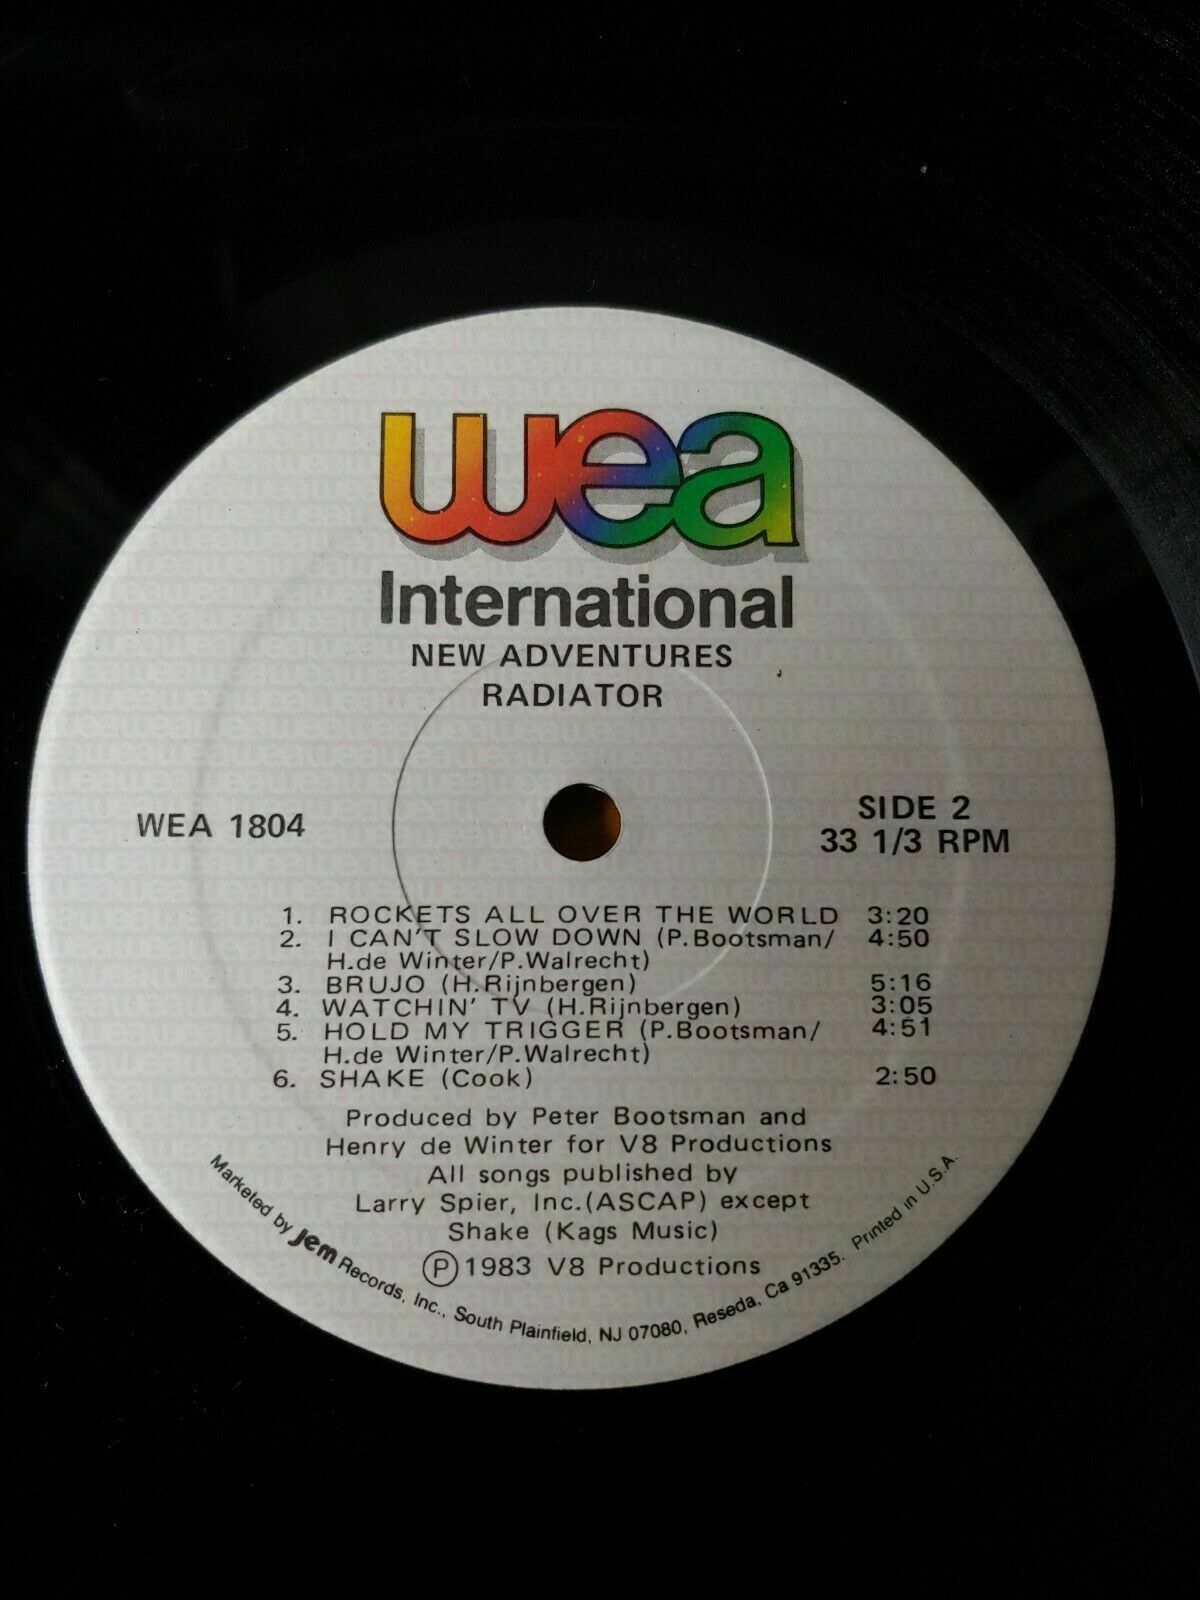 wea
International
NEW ADVENTURES
RADIATOR
WEA 1804
SIDE 2
33 1/3 RPM
1. ROCKETS ALL OVER THE WORLD 3:20
2. I CAN'T SLOW DOWN (P.Bootsman/ 4:50
H.de Winter/P.Walrecht)
3. BRUJO (H.Rijnbergen) 5:16
4. WATCHIN' TV (H.Rijnbergen) 3:05
5. HOLD MY TRIGGER (P.Bootsman/ 4:51
H.de Winter/P.Walrecht)
6. SHAKE (Cook) 2:50
Produced by Peter Bootsman and
Henry de Winter for V8 Productions
All songs published by
Larry Spier, Inc.(ASCAP) except
Shake (Kags Music)
℗ 1983 V8 Productions
Marketed by Jem Records, Inc., South Plainfield, NJ 07080, Reseda, Ca 91335. Printed in U.S.A.